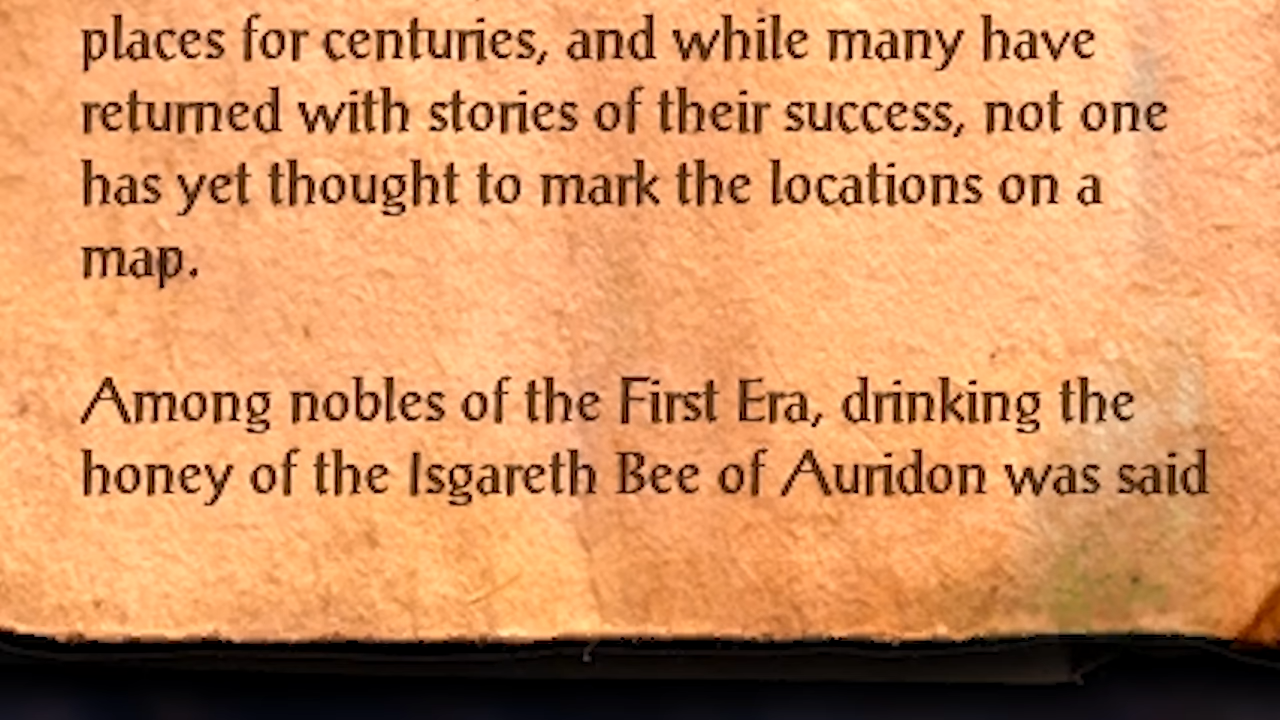 places for centuries, and while many have
returned with stories of their success, not one
has yet thought to mark the locations on a
map.
Among nobles of the First Era, drinking the
honey of the Isgareth Bee of Auridon was said